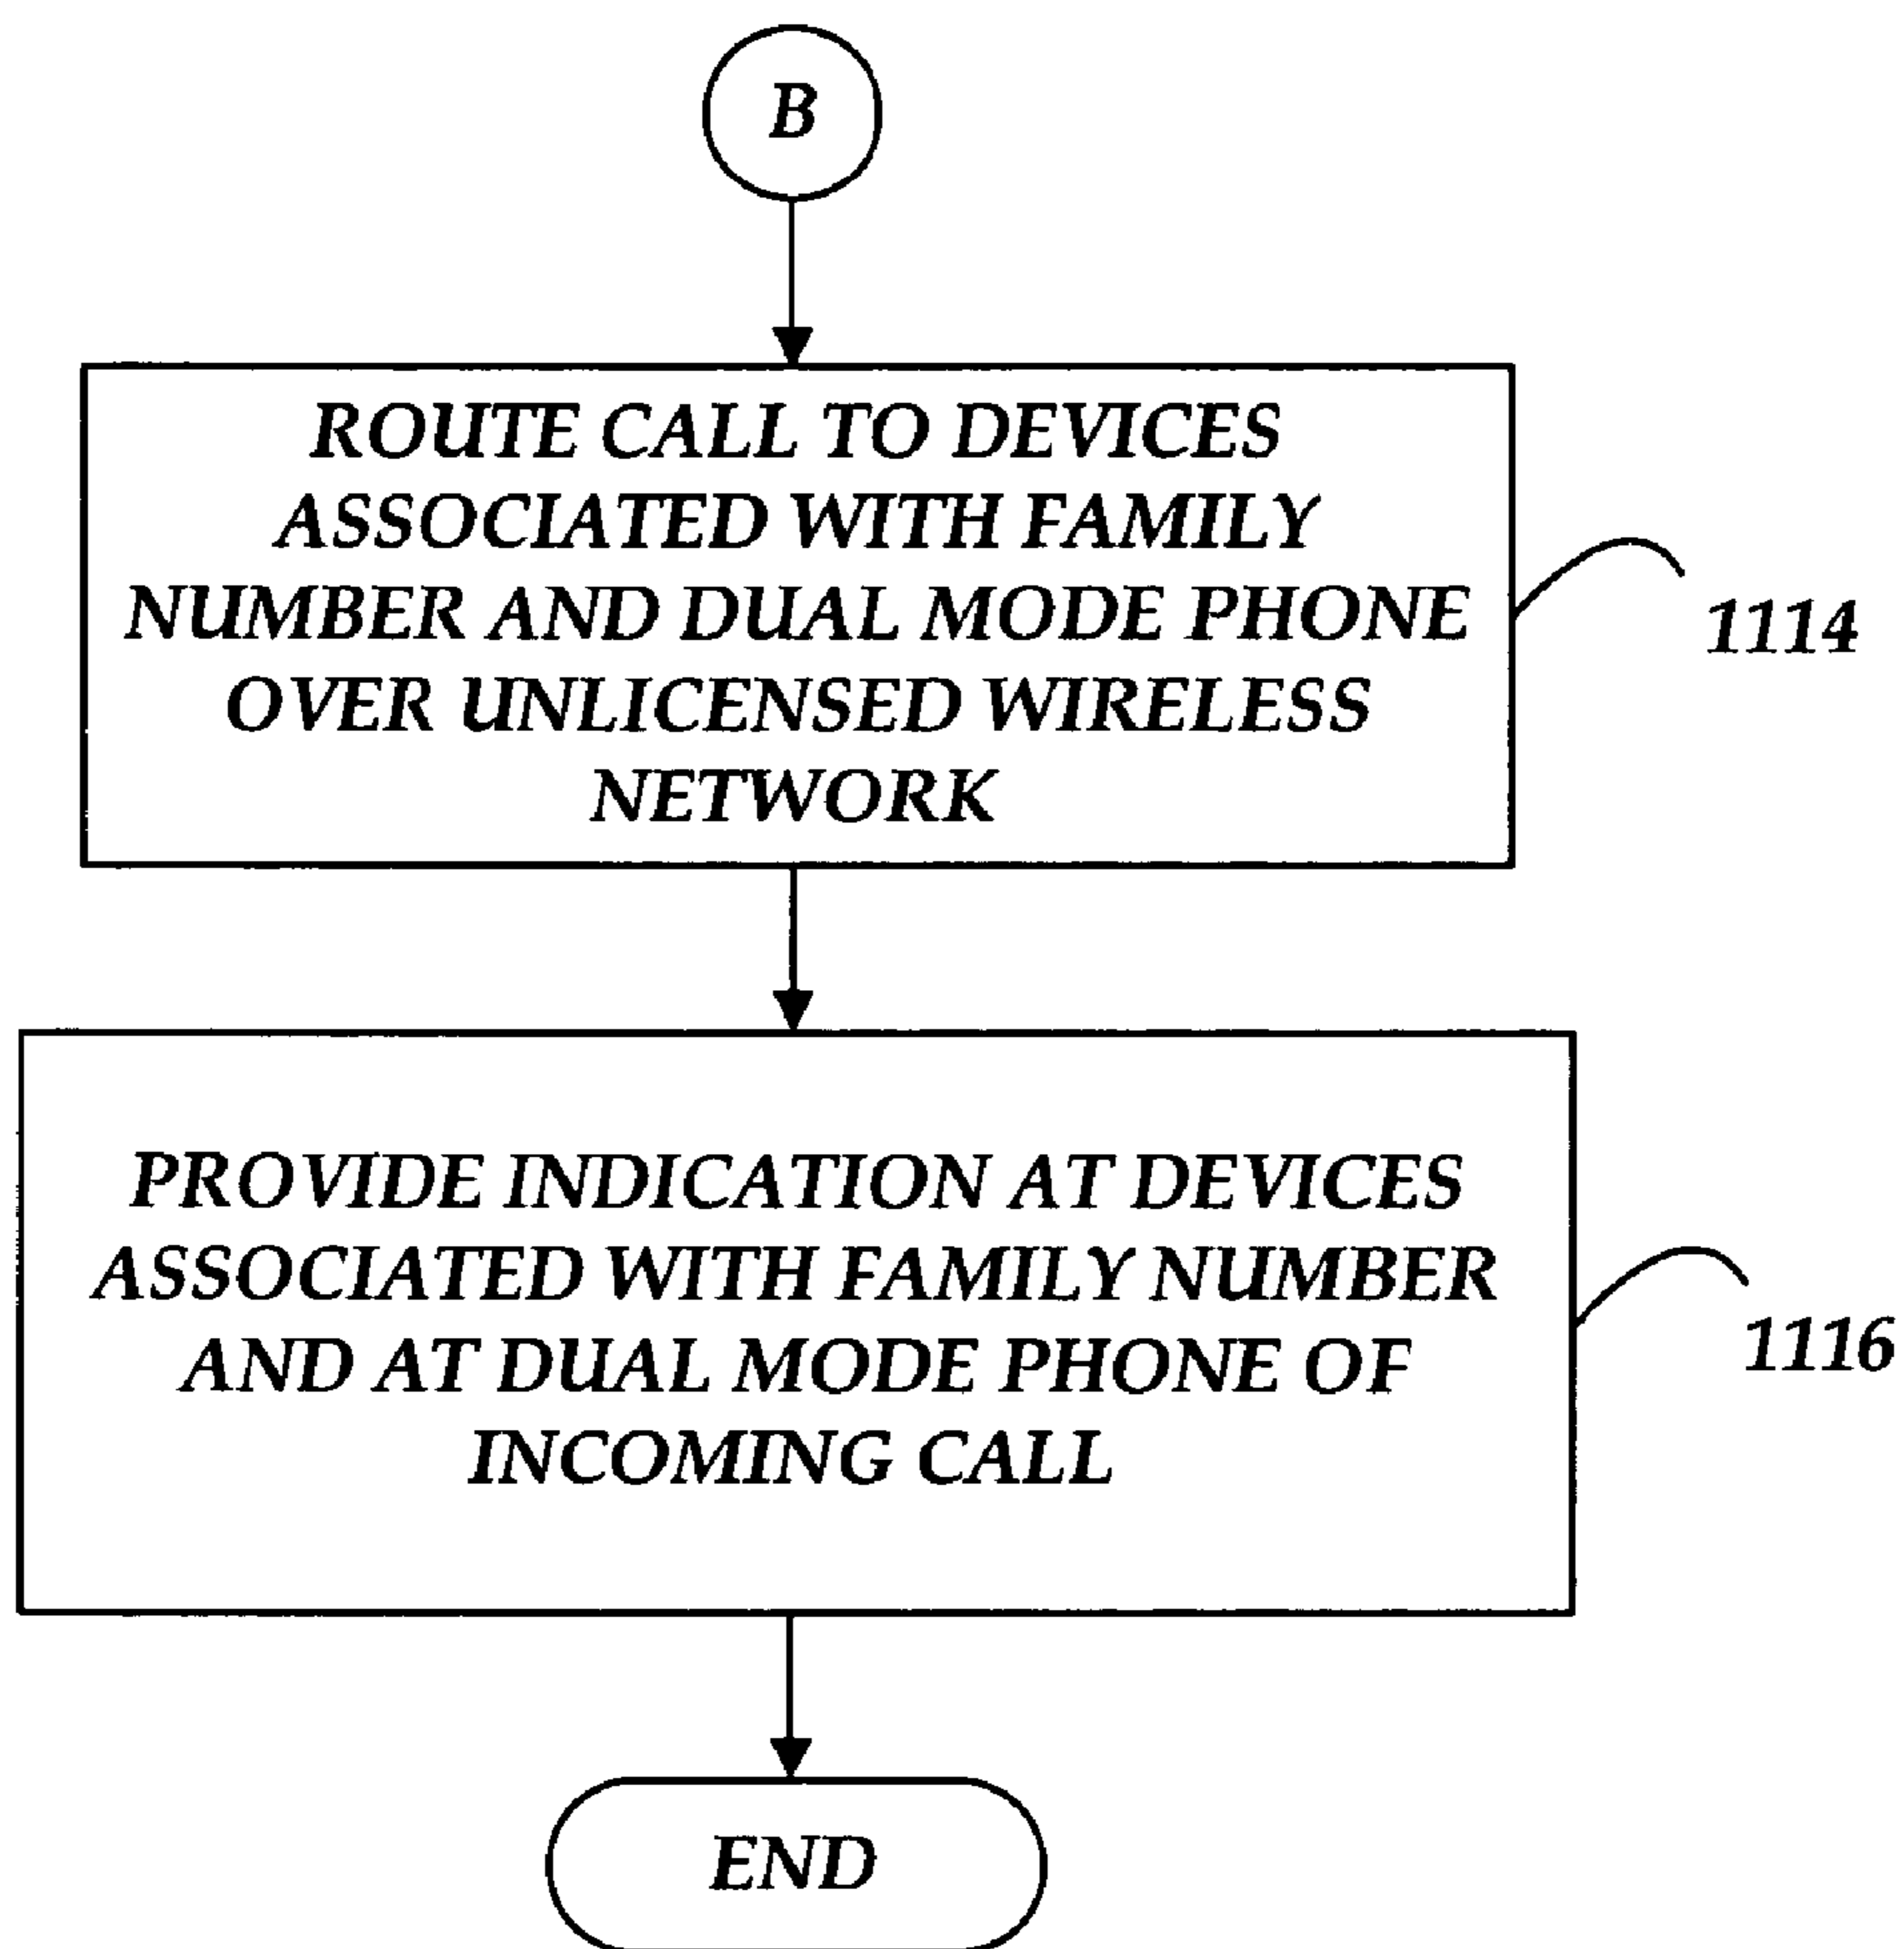 B
ROUTE CALL TO DEVICES
ASSOCIATED WITH FAMILY
NUMBER AND DUAL MODE PHONE
OVER UNLICENSED WIRELESS
NETWORK
1114
PROVIDE INDICATION AT DEVICES
ASSOCIATED WITH FAMILY NUMBER
AND AT DUAL MODE PHONE OF
INCOMING CALL
1116
END